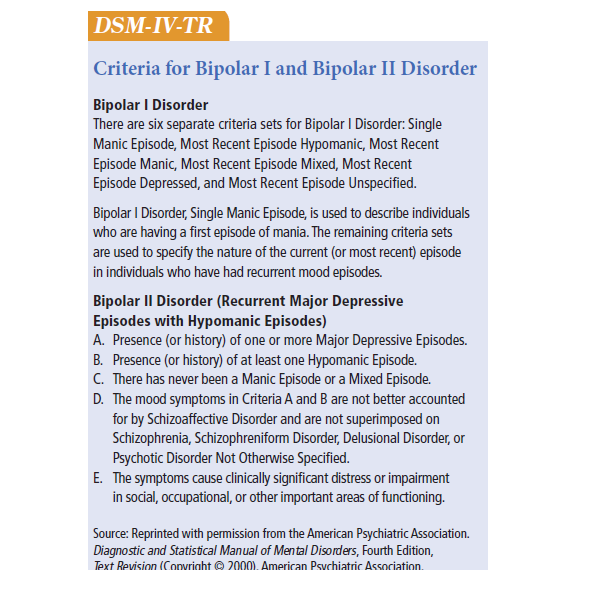 DSM-IV-TR
Criteria for Bipolar I and Bipolar II Disorder
Bipolar I Disorder
There are six separate criteria sets for Bipolar I Disorder: Single
Manic Episode, Most Recent Episode Hypomanic, Most Recent
Episode Manic, Most Recent Episode Mixed, Most Recent
Episode Depressed, and Most Recent Episode Unspecified.
Bipolar I Disorder, Single Manic Episode, is used to describe individuals
who are having a first episode of mania. The remaining criteria sets
are used to specify the nature of the current (or most recent) episode
in individuals who have had recurrent mood episodes.
Bipolar II Disorder (Recurrent Major Depressive
Episodes with Hypomanic Episodes)
A. Presence (or history) of one or more Major Depressive Episodes.
B. Presence (or history) of at least one Hypomanic Episode.
C. There has never been a Manic Episode or a Mixed Episode.
D. The mood symptoms in Criteria A and B are not better accounted
for by Schizoaffective Disorder and are not superimposed on
Schizophrenia, Schizophreniform Disorder, Delusional Disorder, or
Psychotic Disorder Not Otherwise Specified.
E. The symptoms cause clinically significant distress or impairment
in social, occupational, or other important areas of functioning.
Source: Reprinted with permission from the American Psychiatric Association.
Diagnostic and Statistical Manual of Mental Disorders, Fourth Edition,
Text Revision (Copyright © 2000). American Psychiatric Association.